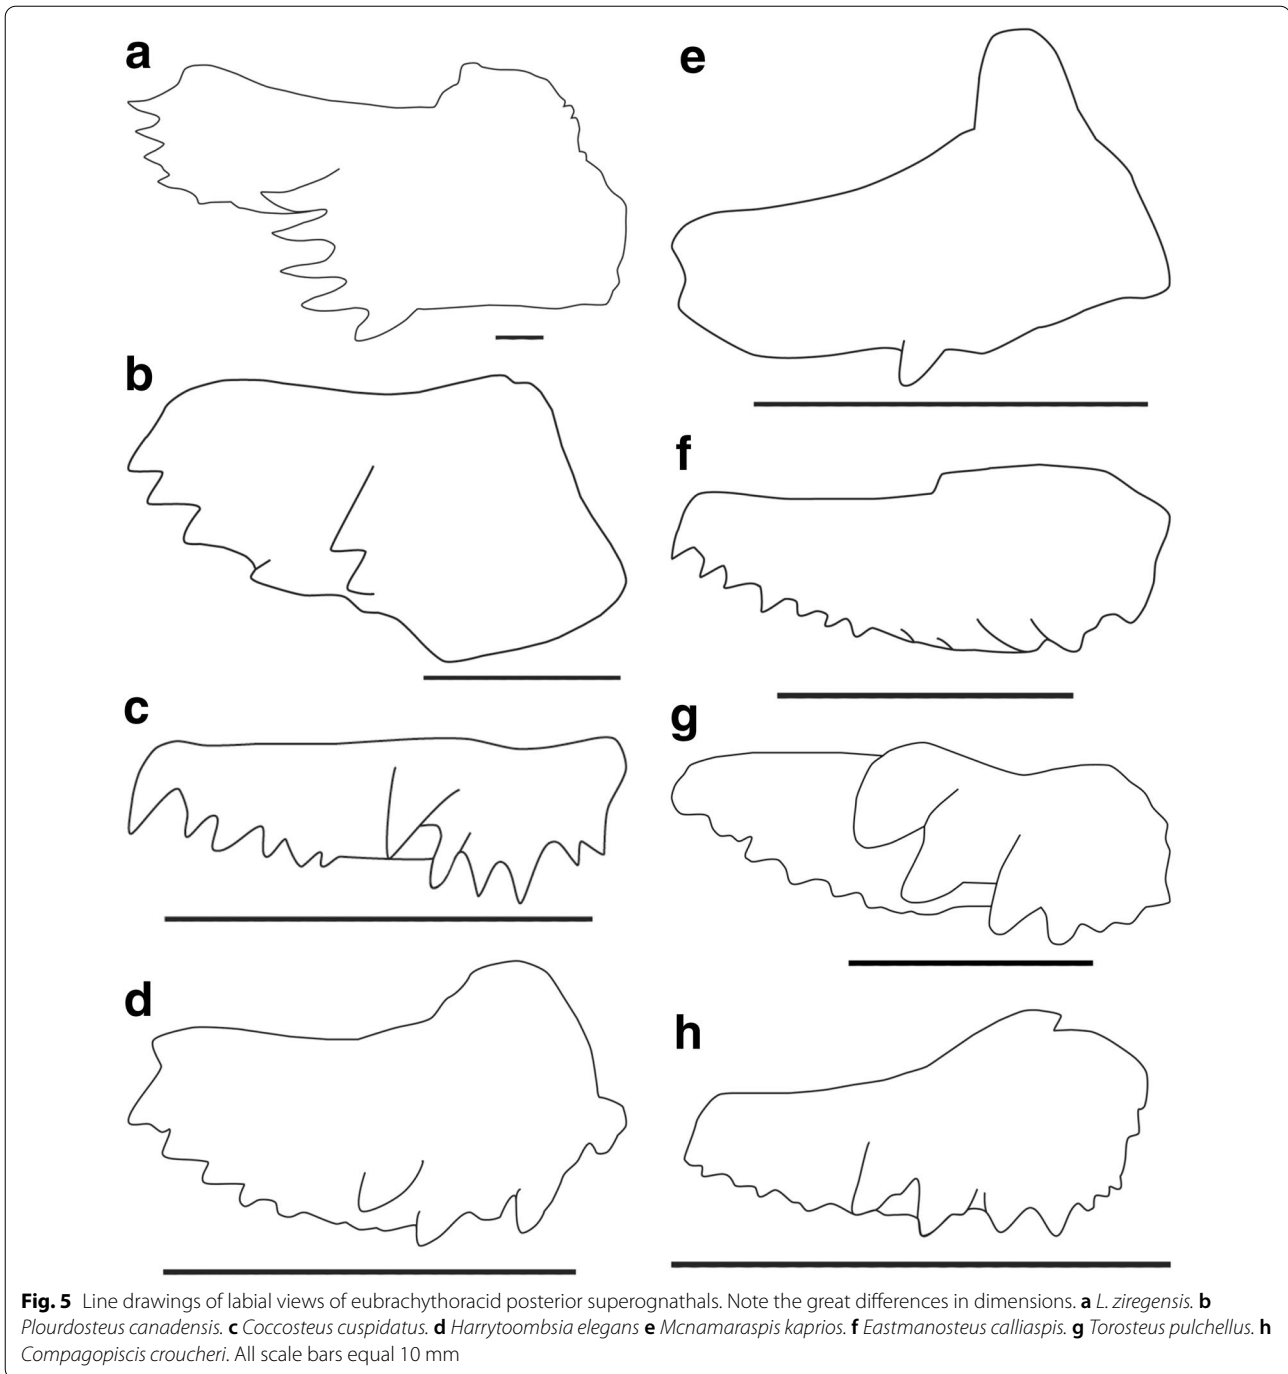 a
e
b
f
c
g
d
h
Fig. 5 Line drawings of labial views of eubrachythoracid posterior superognathals. Note the great differences in dimensions. a L. ziregensis. b
Plourdosteus canadensis. c Coccosteus cuspidatus. d Harrytoombsia elegans e Mcnamaraspis kaprios. f Eastmanosteus calliaspis. g Torosteus pulchellus. h
Compagopiscis croucheri. All scale bars equal 10 mm